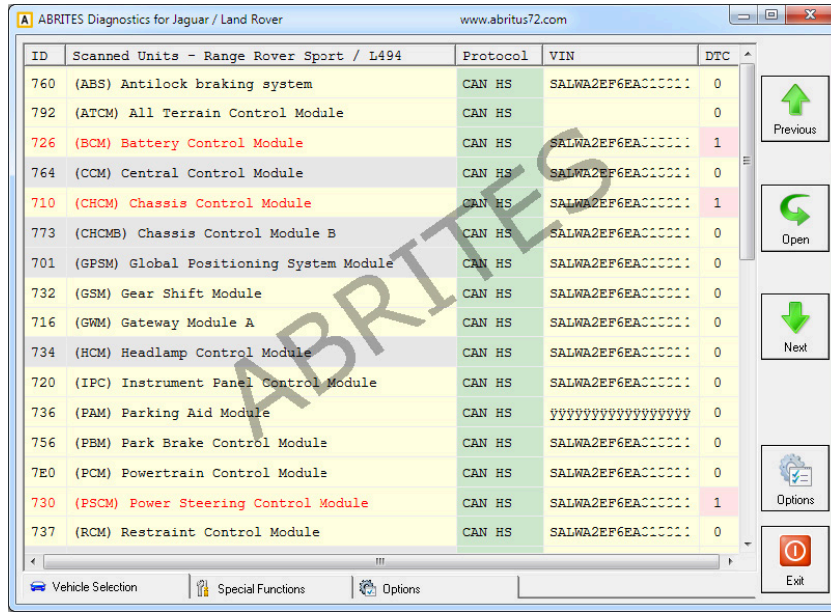 ABRITES Diagnostics for Jaguar / Land Rover www.abritus72.com
ID Scanned Units - Range Rover Sport / L494 Protocol VIN DTC
760 (ABS) Antilock braking system CAN HS 0
792 (ATCM) All Terrain Control Module CAN HS 0
726 (BCM) Battery Control Module CAN HS 1
764 (CCM) Central Control Module CAN HS 0
710 (CHCM) Chassis Control Module CAN HS 1
773 (CHCMB) Chassis Control Module B CAN HS 0
701 (GPSM) Global Positioning System Module CAN HS 0
732 (GSM) Gear Shift Module CAN HS 0
716 (GWM) Gateway Module A CAN HS 0
734 (HCM) Headlamp Control Module CAN HS 0
720 (IPC) Instrument Panel Control Module CAN HS 0
736 (PAM) Parking Aid Module CAN HS ÿÿÿÿÿÿÿÿÿÿÿÿÿÿÿÿÿ 0
756 (PBM) Park Brake Control Module CAN HS 0
7E0 (PCM) Powertrain Control Module CAN HS 0
730 (PSCM) Power Steering Control Module CAN HS 1
737 (RCM) Restraint Control Module CAN HS 0
ABRITES
Previous
Open
Next
Options
Exit
Vehicle Selection Special Functions Options